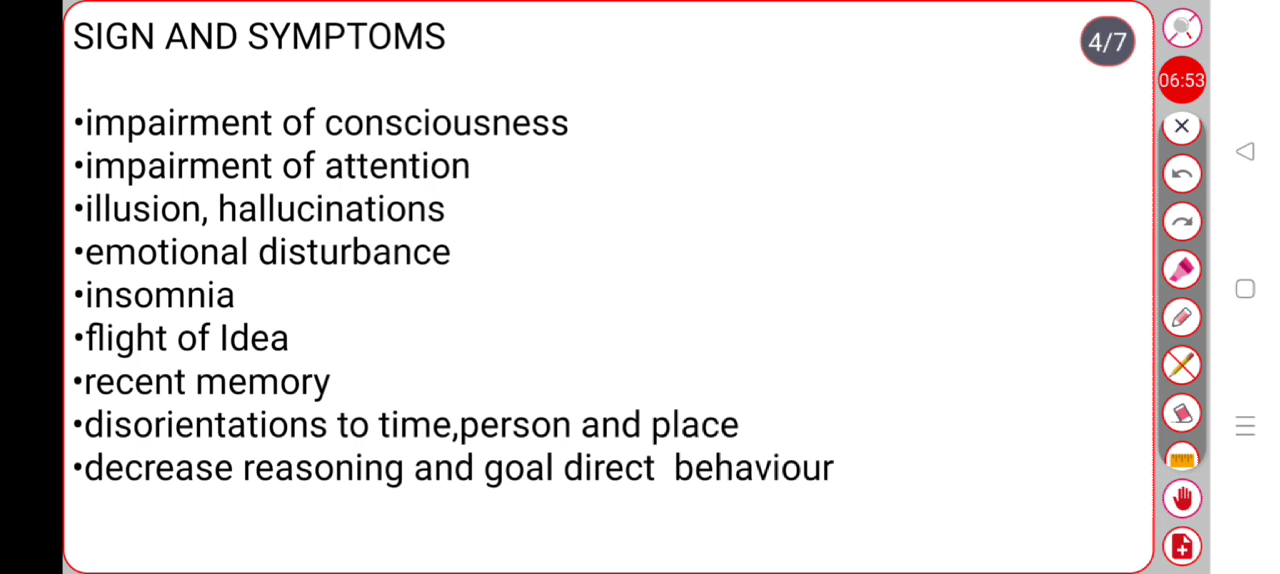 SIGN AND SYMPTOMS
4/7
06:53
•impairment of consciousness
•impairment of attention
•illusion, hallucinations
•emotional disturbance
•insomnia
•flight of Idea
•recent memory
•disorientations to time,person and place
•decrease reasoning and goal direct  behaviour